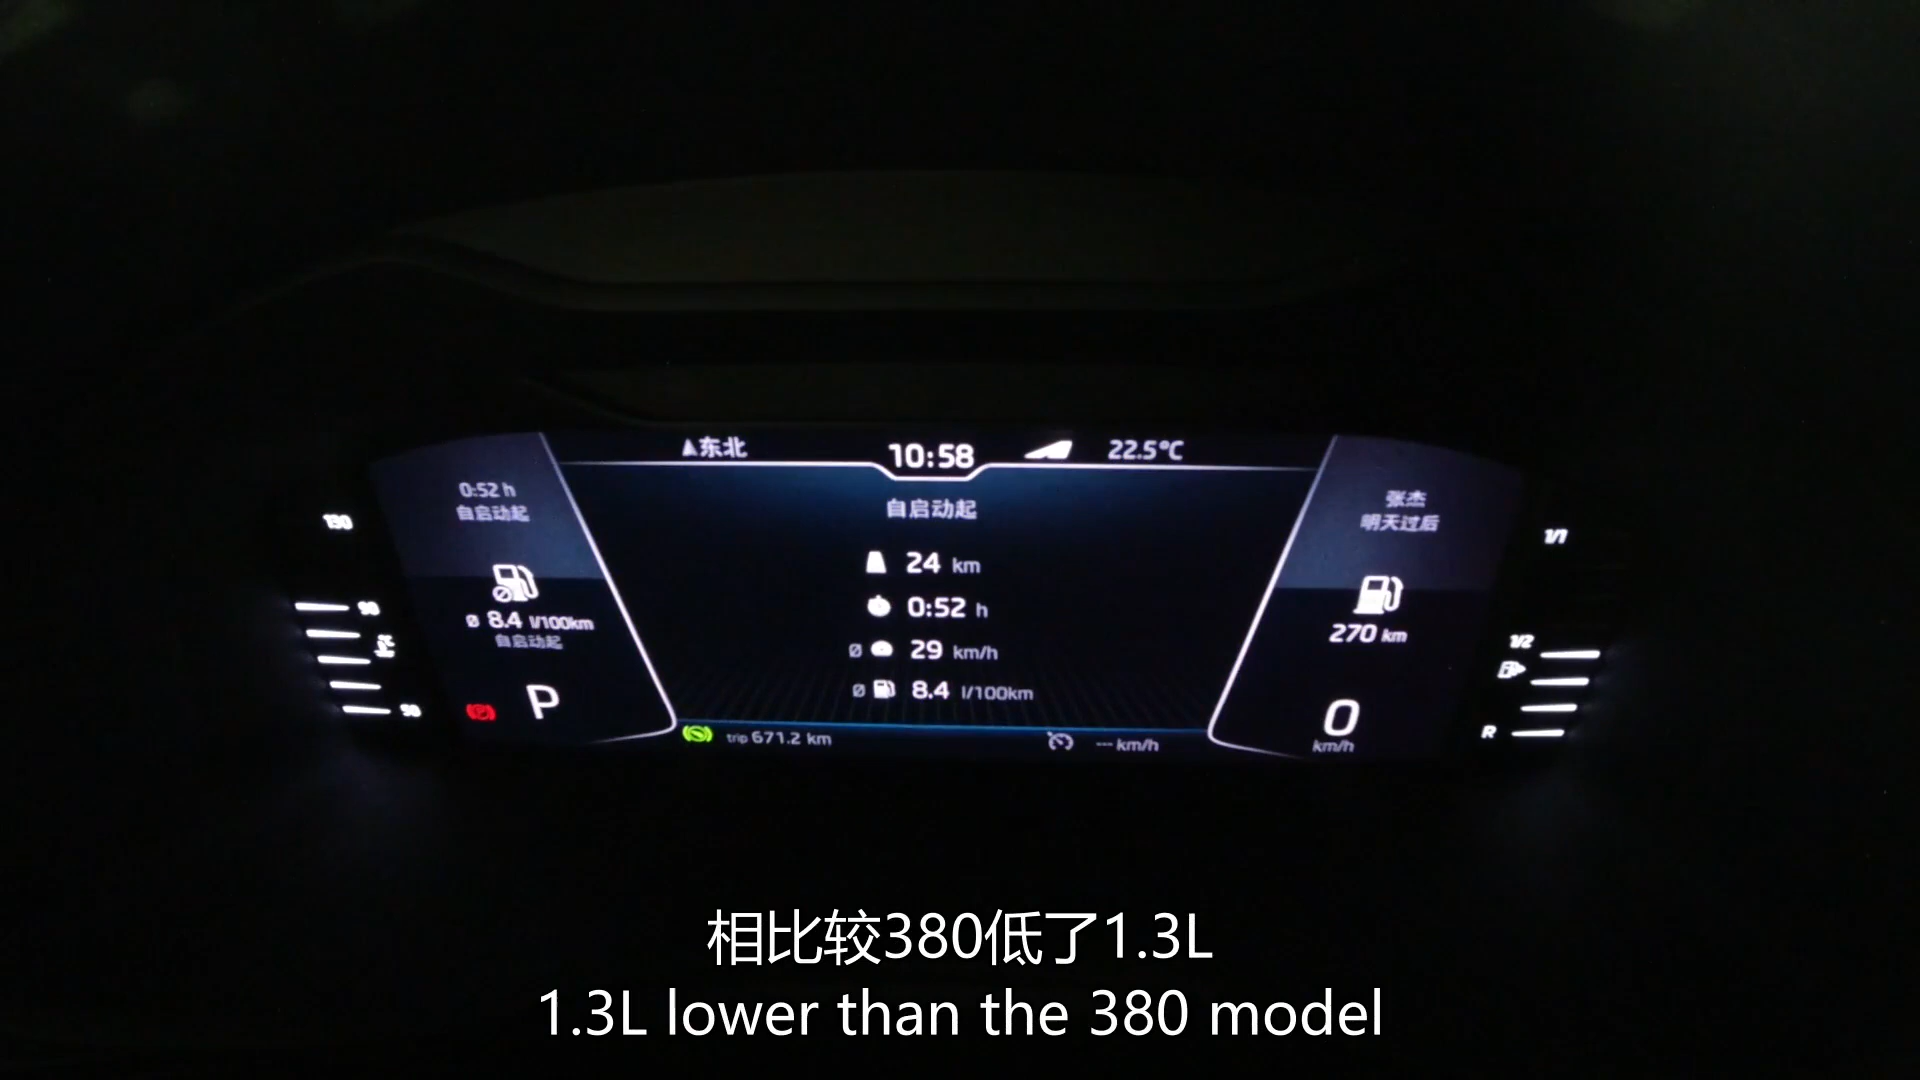 东北
10:58
22.5°C
0:52 h
自启动起
自启动起
张杰
明天过后
130
1/1
24 km
0:52 h
90
ø 8.4 l/100km
自启动起
ø 29 km/h
270 km
1/2
ø 8.4 l/100km
50
P
0
km/h
R
trip 671.2 km
--- km/h
相比较380低了1.3L
1.3L lower than the 380 model